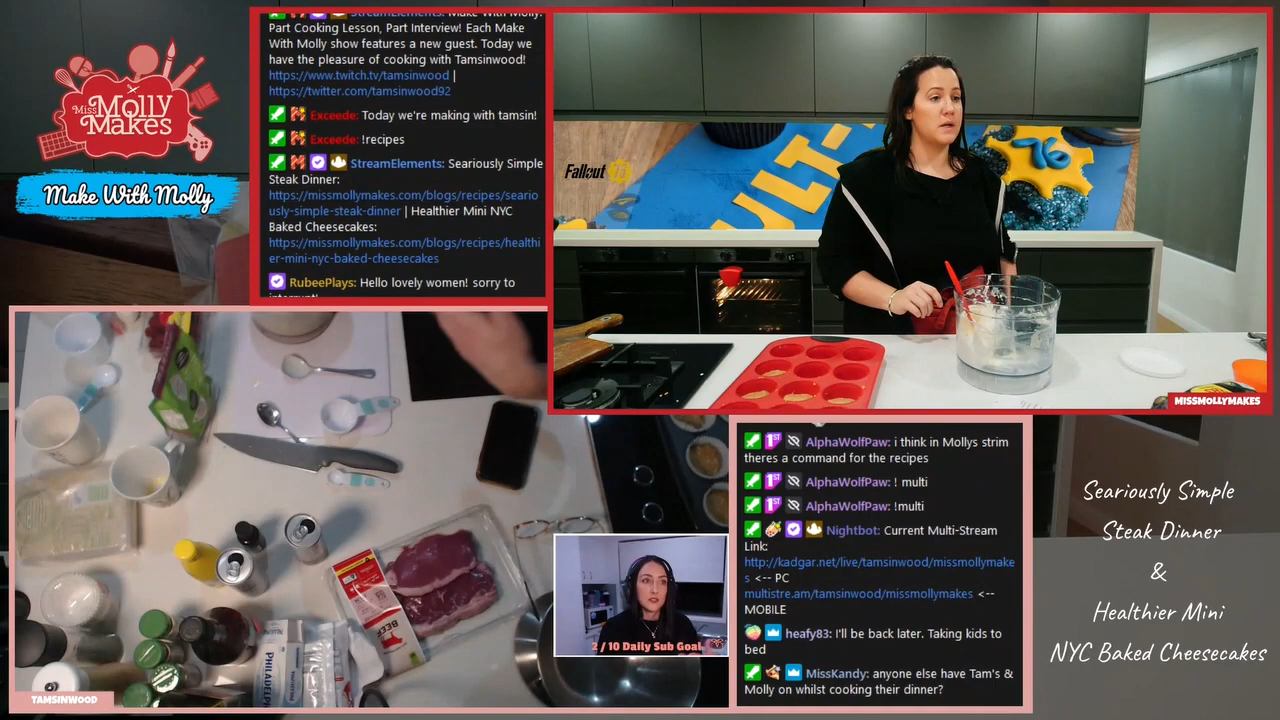 Miss
MOLLY
MAKES
Make With Molly
StreamElements: Make With Molly:
Part Cooking Lesson, Part Interview! Each Make
With Molly show features a new guest. Today we
have the pleasure of cooking with Tamsinwood!
https://www.twitch.tv/tamsinwood |
https://twitter.com/tamsinwood92
Exceede: Today we're making with tamsin!
Exceede: !recipes
StreamElements: Seariously Simple
Steak Dinner:
https://missmollymakes.com/blogs/recipes/seario
usly-simple-steak-dinner | Healthier Mini NYC
Baked Cheesecakes:
https://missmollymakes.com/blogs/recipes/healthi
er-mini-nyc-baked-cheesecakes
RubeePlays: Hello lovely women! sorry to
interrupt!
Fallout 76
ULT-
76
MISSMOLLYMAKES
BEEF
PHILADELPHIA
TAMSINWOOD
2 / 10 Daily Sub Goal
1ST AlphaWolfPaw: i think in Mollys strim
theres a command for the recipes
1ST AlphaWolfPaw: ! multi
1ST AlphaWolfPaw: !multi
Nightbot: Current Multi-Stream
Link:
http://kadgar.net/live/tamsinwood/missmollymake
s <-- PC
multistre.am/tamsinwood/missmollymakes <--
MOBILE
heafy83: I'll be back later. Taking kids to
bed
MissKandy: anyone else have Tam's &
Molly on whilst cooking their dinner?
Seariously Simple
Steak Dinner
&
Healthier Mini
NYC Baked Cheesecakes